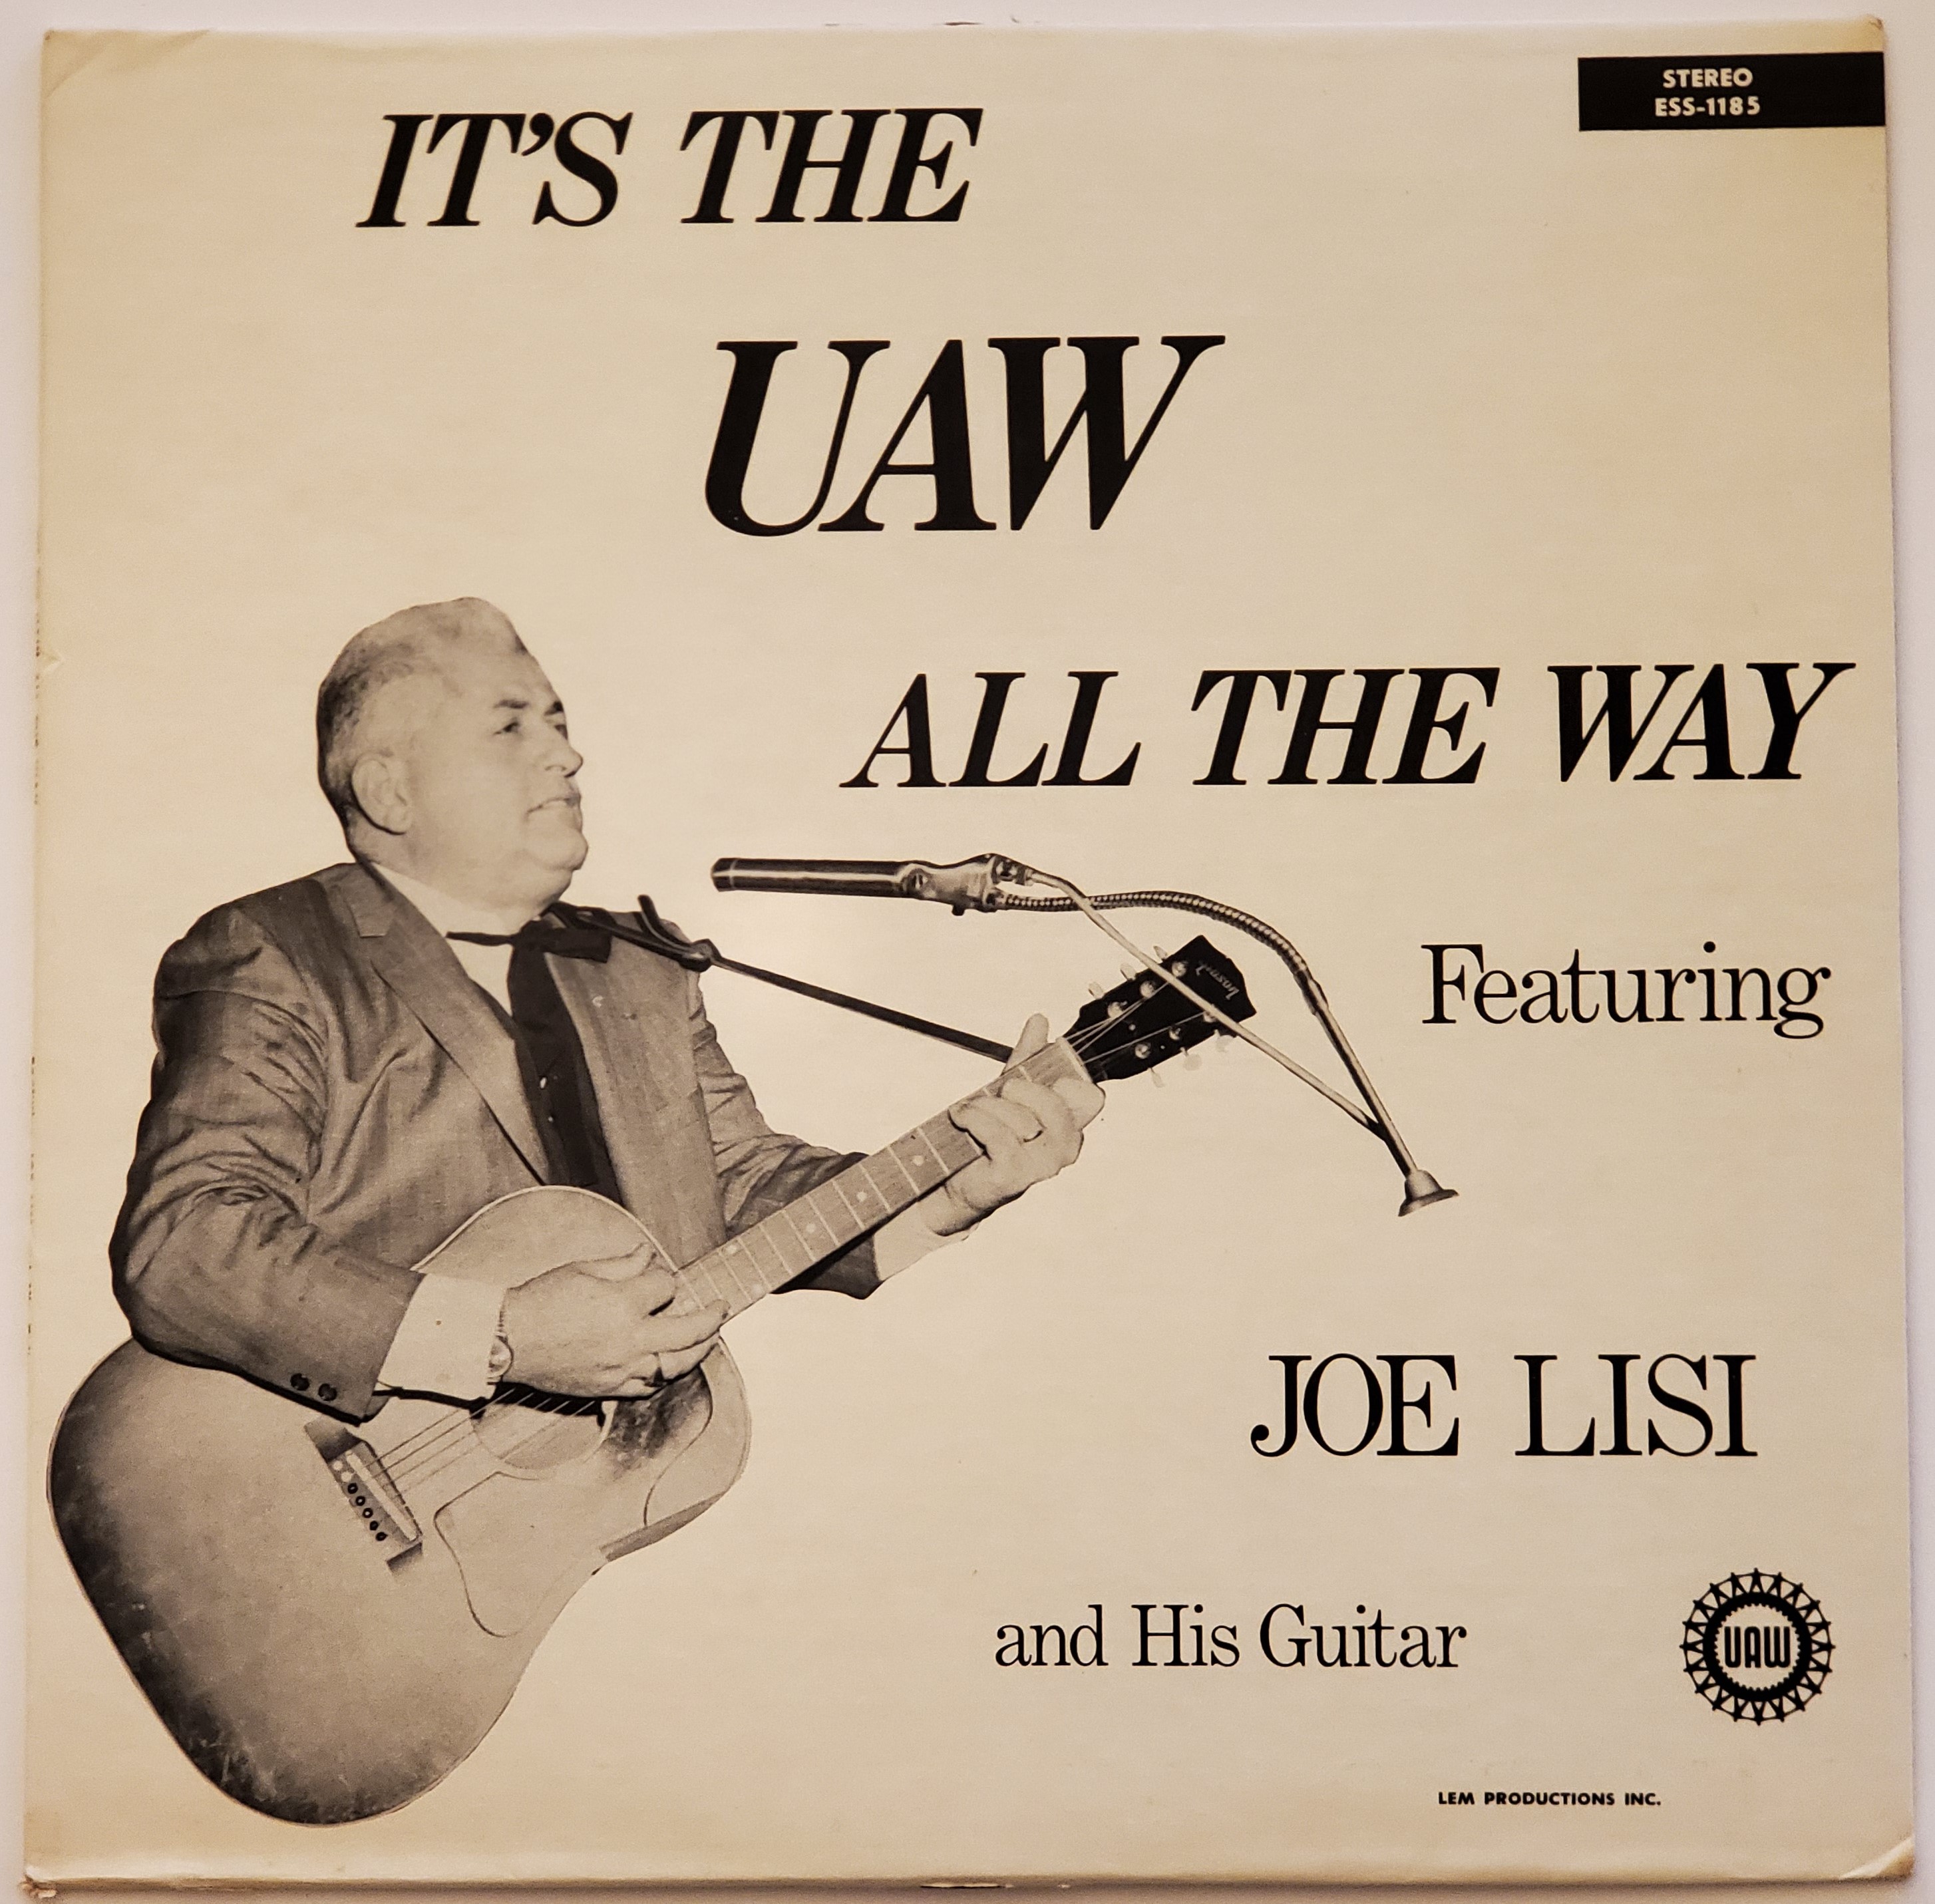 STEREO
ESS-1185
IT'S THE
UAW
ALL THE WAY
Featuring
JOE LISI
and His Guitar
UAW
LEM PRODUCTIONS INC.